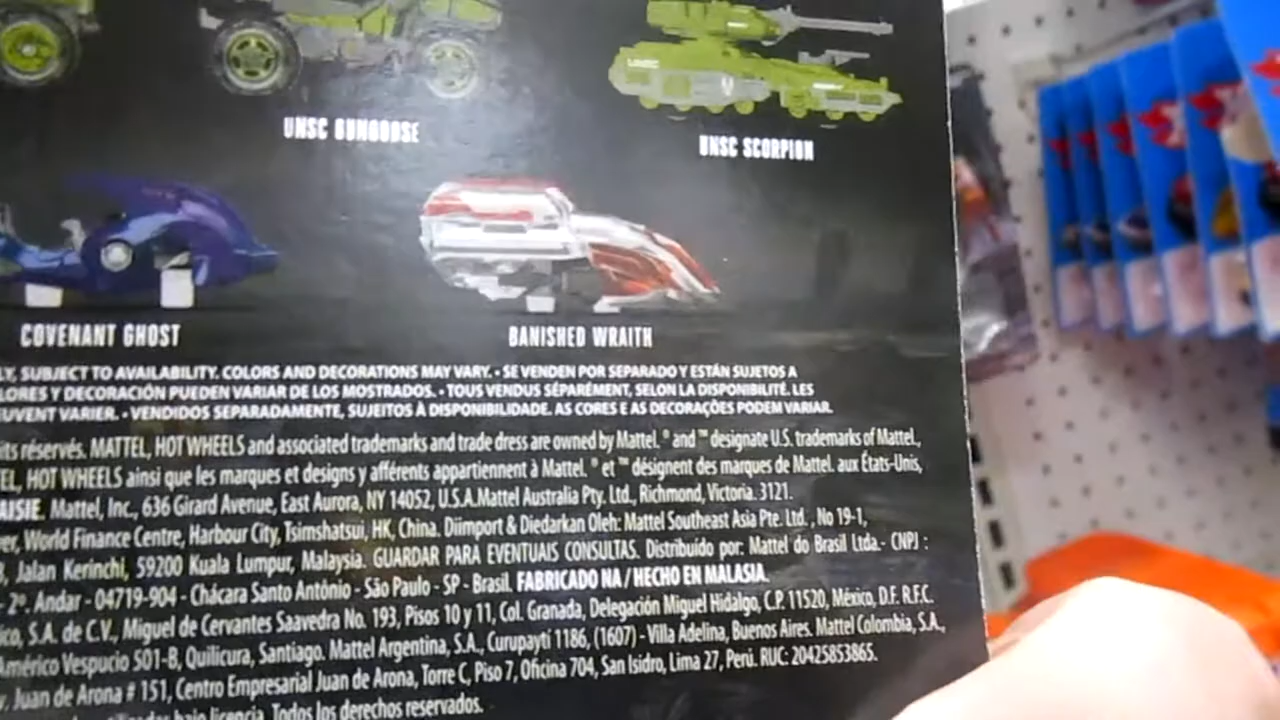 UNSC
UNSC GUNGOOSE
UNSC SCORPION
COVENANT GHOST
BANISHED WRAITH
LY, SUBJECT TO AVAILABILITY. COLORS AND DECORATIONS MAY VARY. • SE VENDEN POR SEPARADO Y ESTÁN SUJETOS A
LORES Y DECORACIÓN PUEDEN VARIAR DE LOS MOSTRADOS. • TOUS VENDUS SÉPARÉMENT, SELON LA DISPONIBILITÉ. LES
EUVENT VARIER. • VENDIDOS SEPARADAMENTE, SUJEITOS À DISPONIBILIDADE. AS CORES E AS DECORAÇÕES PODEM VARIAR.
its réservés. MATTEL, HOT WHEELS and associated trademarks and trade dress are owned by Mattel. ® and ™ designate U.S. trademarks of Mattel.,
EL, HOT WHEELS ainsi que les marques et designs y afférents appartiennent à Mattel. ® et ™ désignent des marques de Mattel. aux États-Unis,
AISIE. Mattel, Inc., 636 Girard Avenue, East Aurora, NY 14052, U.S.A. Mattel Australia Pty. Ltd., Richmond, Victoria. 3121.
er, World Finance Centre, Harbour City, Tsimshatsui, HK, China. Diimport & Diedarkan Oleh: Mattel Southeast Asia Pte. Ltd. , No 19-1,
3, Jalan Kerinchi, 59200 Kuala Lumpur, Malaysia. GUARDAR PARA EVENTUAIS CONSULTAS. Distribuído por: Mattel do Brasil Ltda.- CNPJ :
- 2º. Andar - 04719-904 - Chácara Santo Antônio - São Paulo - SP - Brasil. FABRICADO NA / HECHO EN MALASIA.
ico, S.A. de C.V., Miguel de Cervantes Saavedra No. 193, Pisos 10 y 11, Col. Granada, Delegación Miguel Hidalgo, C.P. 11520, México, D.F. R.F.C.
Américo Vespucio 501-B, Quilicura, Santiago. Mattel Argentina, S.A., Curupaytí 1186, (1607) - Villa Adelina, Buenos Aires. Mattel Colombia, S.A.,
v. Juan de Arona # 151, Centro Empresarial Juan de Arona, Torre C, Piso 7, Oficina 704, San Isidro, Lima 27, Perú. RUC: 20425853865.
bajo licencia. Todos los derechos reservados.